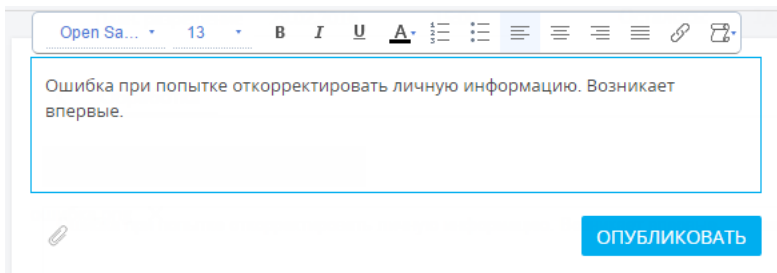 Open Sa... 13 B I U A
Ошибка при попытке откорректировать личную информацию. Возникает
впервые.
ОПУБЛИКОВАТЬ